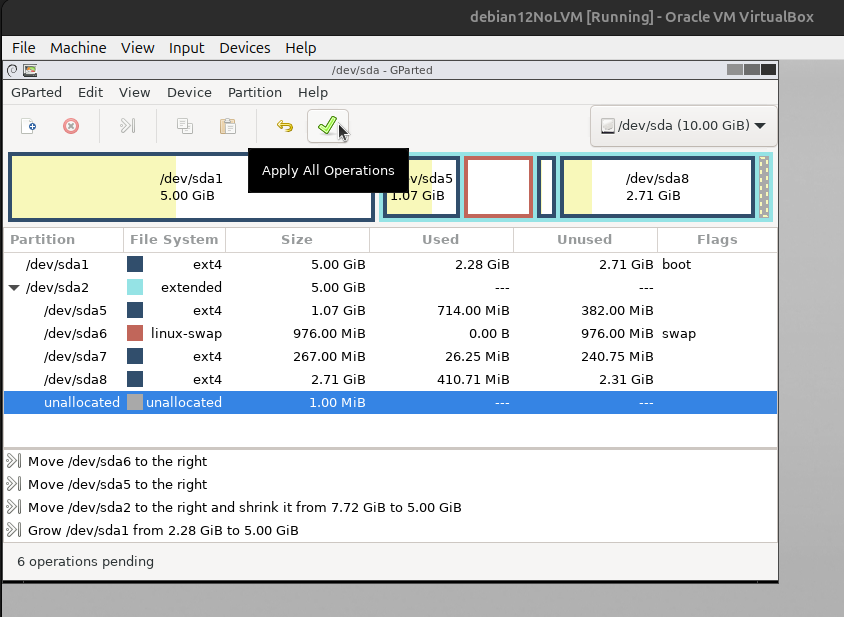 debian12NoLVM [Running] - Oracle VM VirtualBox
File Machine View Input Devices Help
/dev/sda - GParted
GParted Edit View Device Partition Help
/dev/sda (10.00 GiB)
Apply All Operations
/dev/sda1
5.00 GiB
ev/sda5
1.07 GiB
/dev/sda8
2.71 GiB
Partition File System Size Used Unused Flags
/dev/sda1 ext4 5.00 GiB 2.28 GiB 2.71 GiB boot
/dev/sda2 extended 5.00 GiB --- ---
/dev/sda5 ext4 1.07 GiB 714.00 MiB 382.00 MiB
/dev/sda6 linux-swap 976.00 MiB 0.00 B 976.00 MiB swap
/dev/sda7 ext4 267.00 MiB 26.25 MiB 240.75 MiB
/dev/sda8 ext4 2.71 GiB 410.71 MiB 2.31 GiB
unallocated unallocated 1.00 MiB --- ---
Move /dev/sda6 to the right
Move /dev/sda5 to the right
Move /dev/sda2 to the right and shrink it from 7.72 GiB to 5.00 GiB
Grow /dev/sda1 from 2.28 GiB to 5.00 GiB
6 operations pending